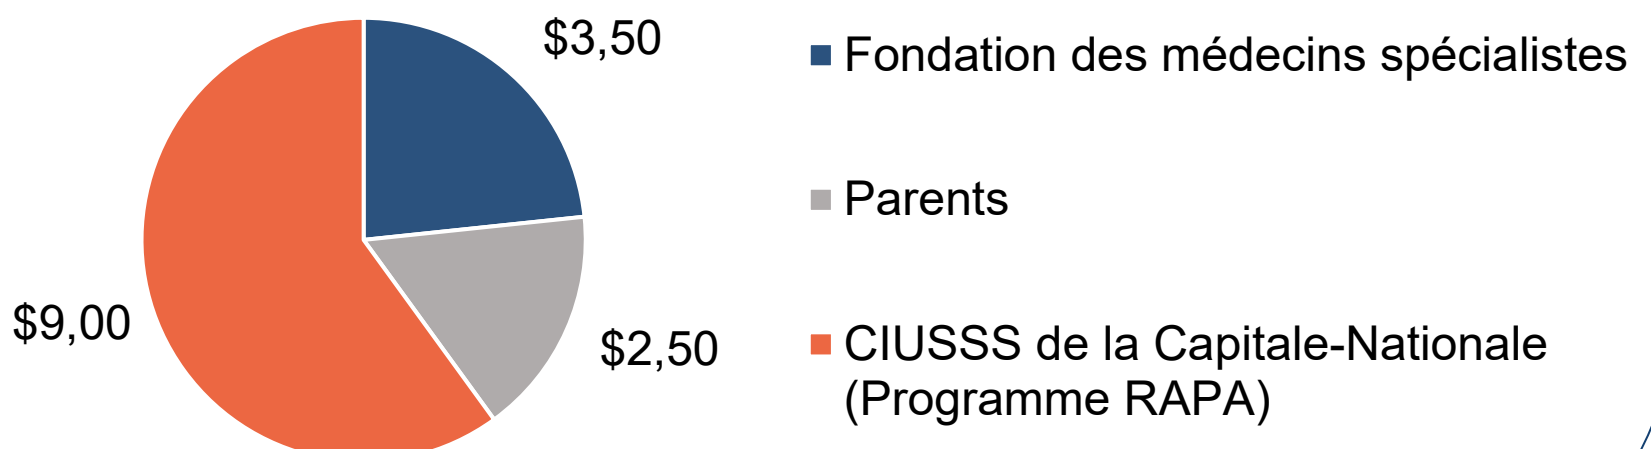 $3,50
Fondation des médecins spécialistes
Parents
$9,00
$2,50
CIUSSS de la Capitale-Nationale
(Programme RAPA)